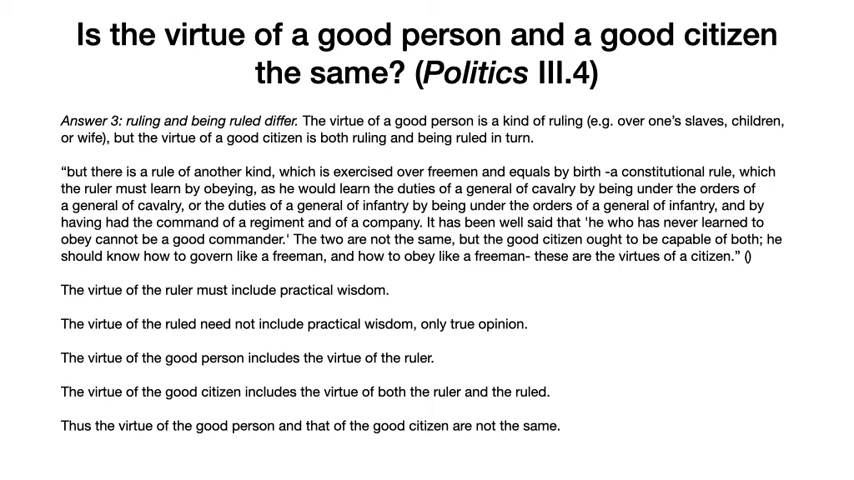 Is the virtue of a good person and a good citizen
the same? (Politics III.4)
Answer 3: ruling and being ruled differ. The virtue of a good person is a kind of ruling (e.g. over one's slaves, children,
or wife), but the virtue of a good citizen is both ruling and being ruled in turn.
“but there is a rule of another kind, which is exercised over freemen and equals by birth -a constitutional rule, which
the ruler must learn by obeying, as he would learn the duties of a general of cavalry by being under the orders of
a general of cavalry, or the duties of a general of infantry by being under the orders of a general of infantry, and by
having had the command of a regiment and of a company. It has been well said that 'he who has never learned to
obey cannot be a good commander.' The two are not the same, but the good citizen ought to be capable of both; he
should know how to govern like a freeman, and how to obey like a freeman- these are the virtues of a citizen.” ()
The virtue of the ruler must include practical wisdom.
The virtue of the ruled need not include practical wisdom, only true opinion.
The virtue of the good person includes the virtue of the ruler.
The virtue of the good citizen includes the virtue of both the ruler and the ruled.
Thus the virtue of the good person and that of the good citizen are not the same.